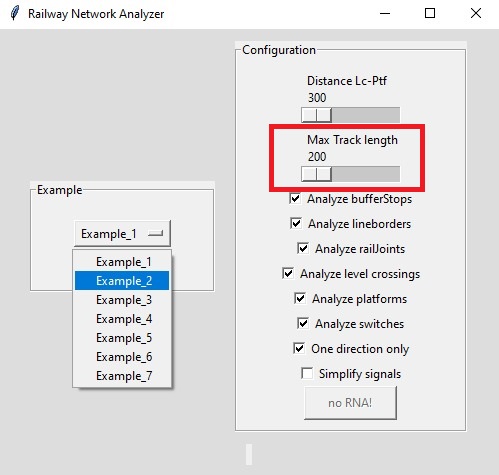 Railway Network Analyzer
Configuration
Distance Lc-Ptf
300
Max Track length
200
Analyze bufferStops
Analyze lineborders
Analyze railJoints
Analyze level crossings
Analyze platforms
Analyze switches
One direction only
Simplify signals
no RNA!
Example
Example_1
Example_1
Example_2
Example_3
Example_4
Example_5
Example_6
Example_7